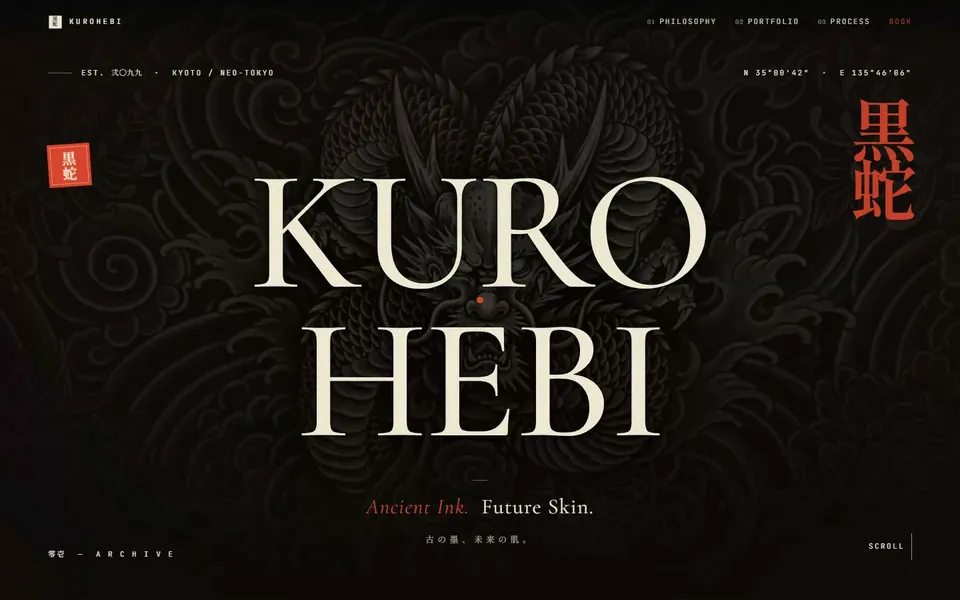 黒蛇 KUROHEBI
01 PHILOSOPHY 02 PORTFOLIO 03 PROCESS BOOK
EST. 弐〇九九 · KYOTO / NEO-TOKYO
N 35°00'42" · E 135°46'06"
黒蛇
黒蛇
KURO
HEBI
Ancient Ink. Future Skin.
古の墨、未来の肌。
零壱 — ARCHIVE
SCROLL